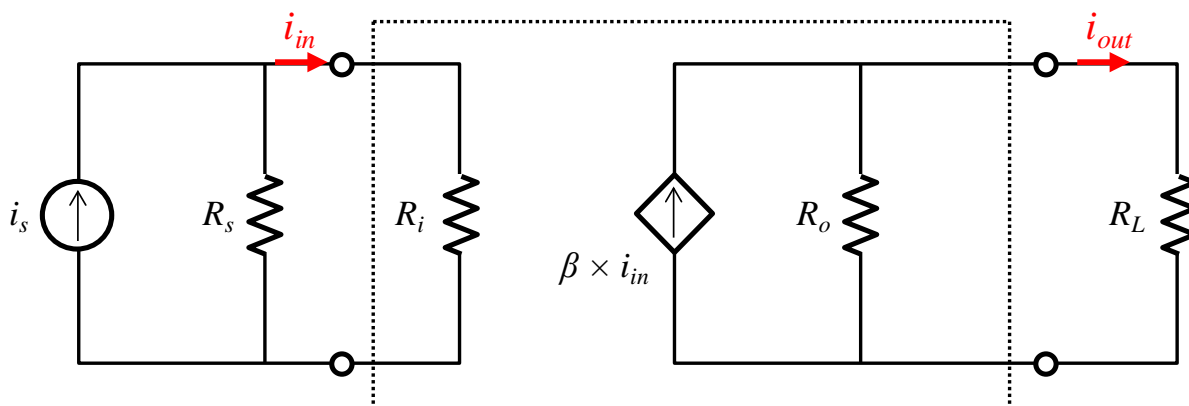 i_in
i_out
i_s
R_s
R_i
R_o
R_L
β × i_in